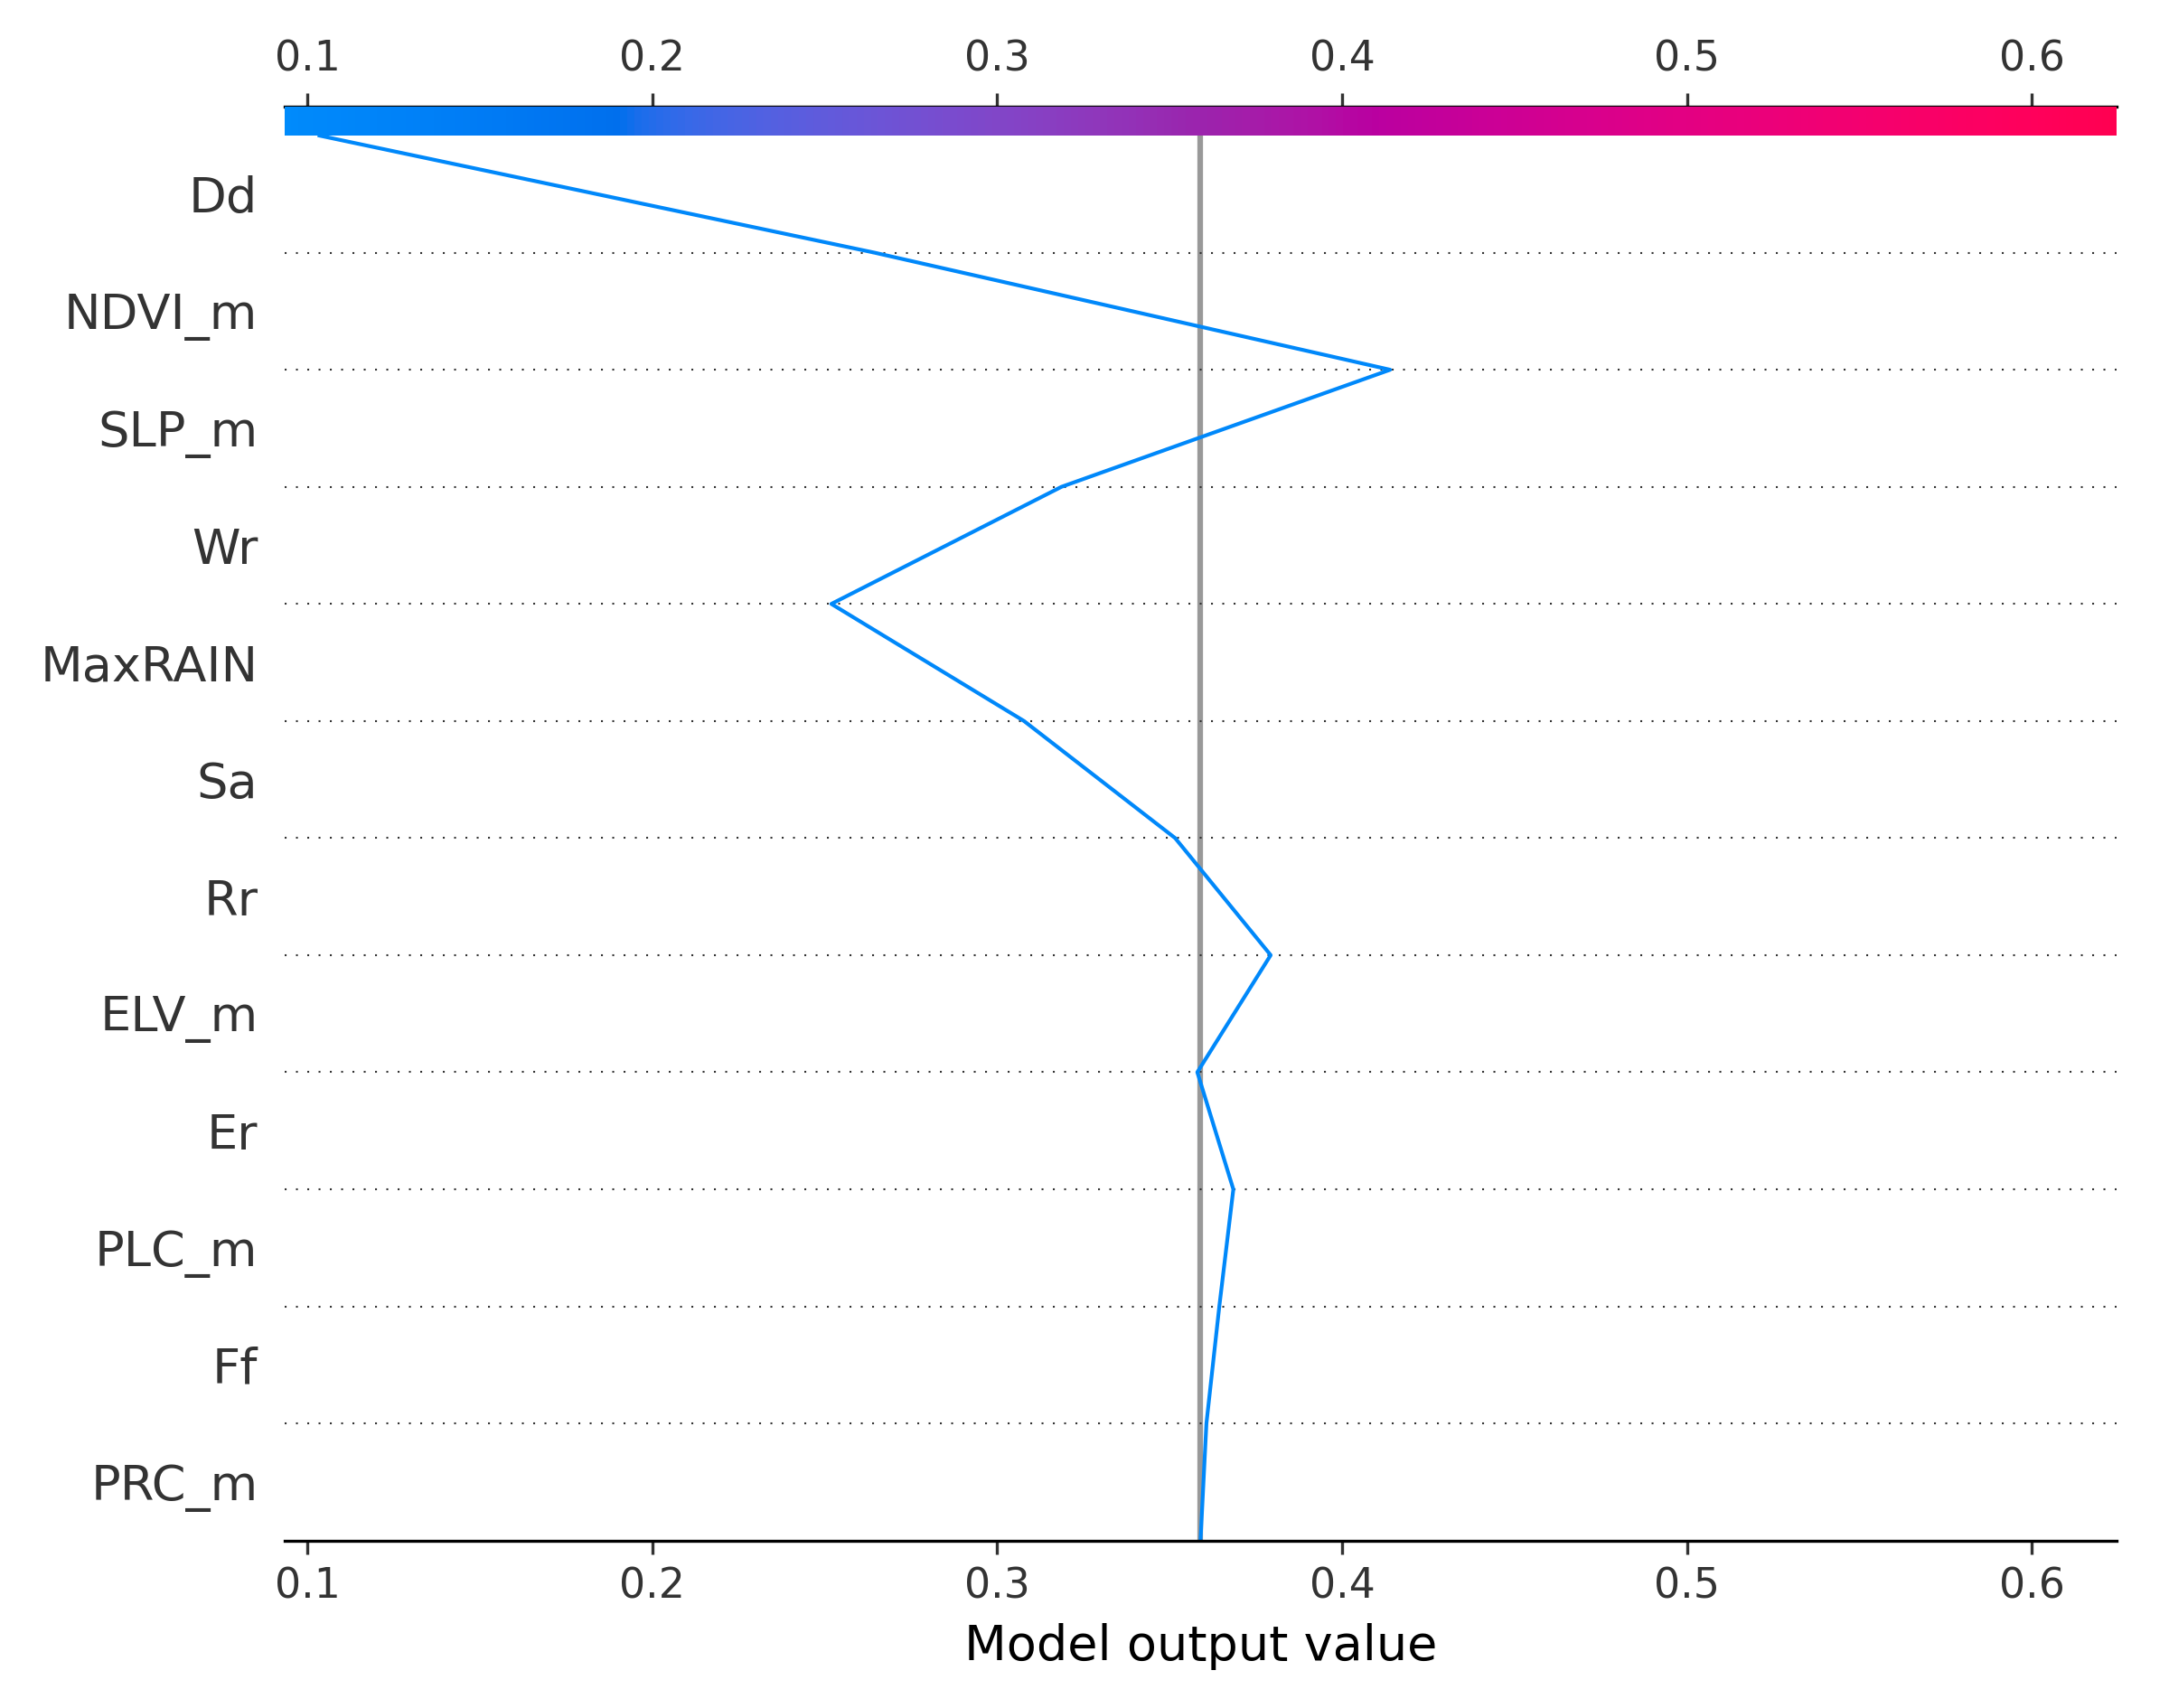 0.1 0.2 0.3 0.4 0.5 0.6
Dd
NDVI_m
SLP_m
Wr
MaxRAIN
Sa
Rr
ELV_m
Er
PLC_m
Ff
PRC_m
0.1 0.2 0.3 0.4 0.5 0.6
Model output value